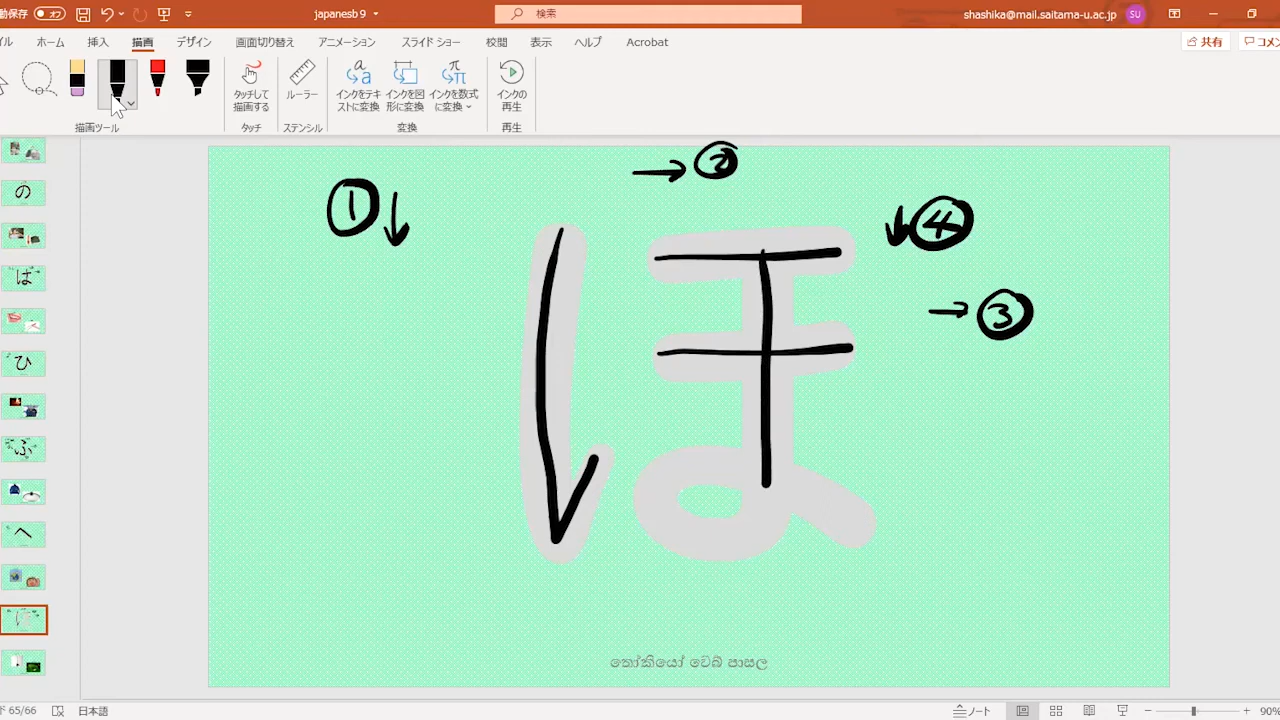 動保存 オフ japanesb 9 検索 shashika@mail.saitama-u.ac.jp SU
イル ホーム 挿入 描画 デザイン 画面切り替え アニメーション スライド ショー 校閲 表示 ヘルプ Acrobat 共有 コメン
タッチして描画する ルーラー インクをテキストに変換 インクを図形に変換 インクを数式に変換 インクの再生
描画ツール タッチ ステンシル 変換 再生
の
は
ひ
ふ
へ
① ↓ → ② ↓ ④
→ ③
ほ
තෝකියෝ වෙබ් පාසල
ド 65/66 日本語 ノート 90%